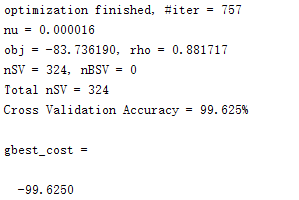 optimization finished, #iter = 757
nu = 0.000016
obj = -83.736190, rho = 0.881717
nSV = 324, nBSV = 0
Total nSV = 324
Cross Validation Accuracy = 99.625%
gbest_cost =
-99.6250